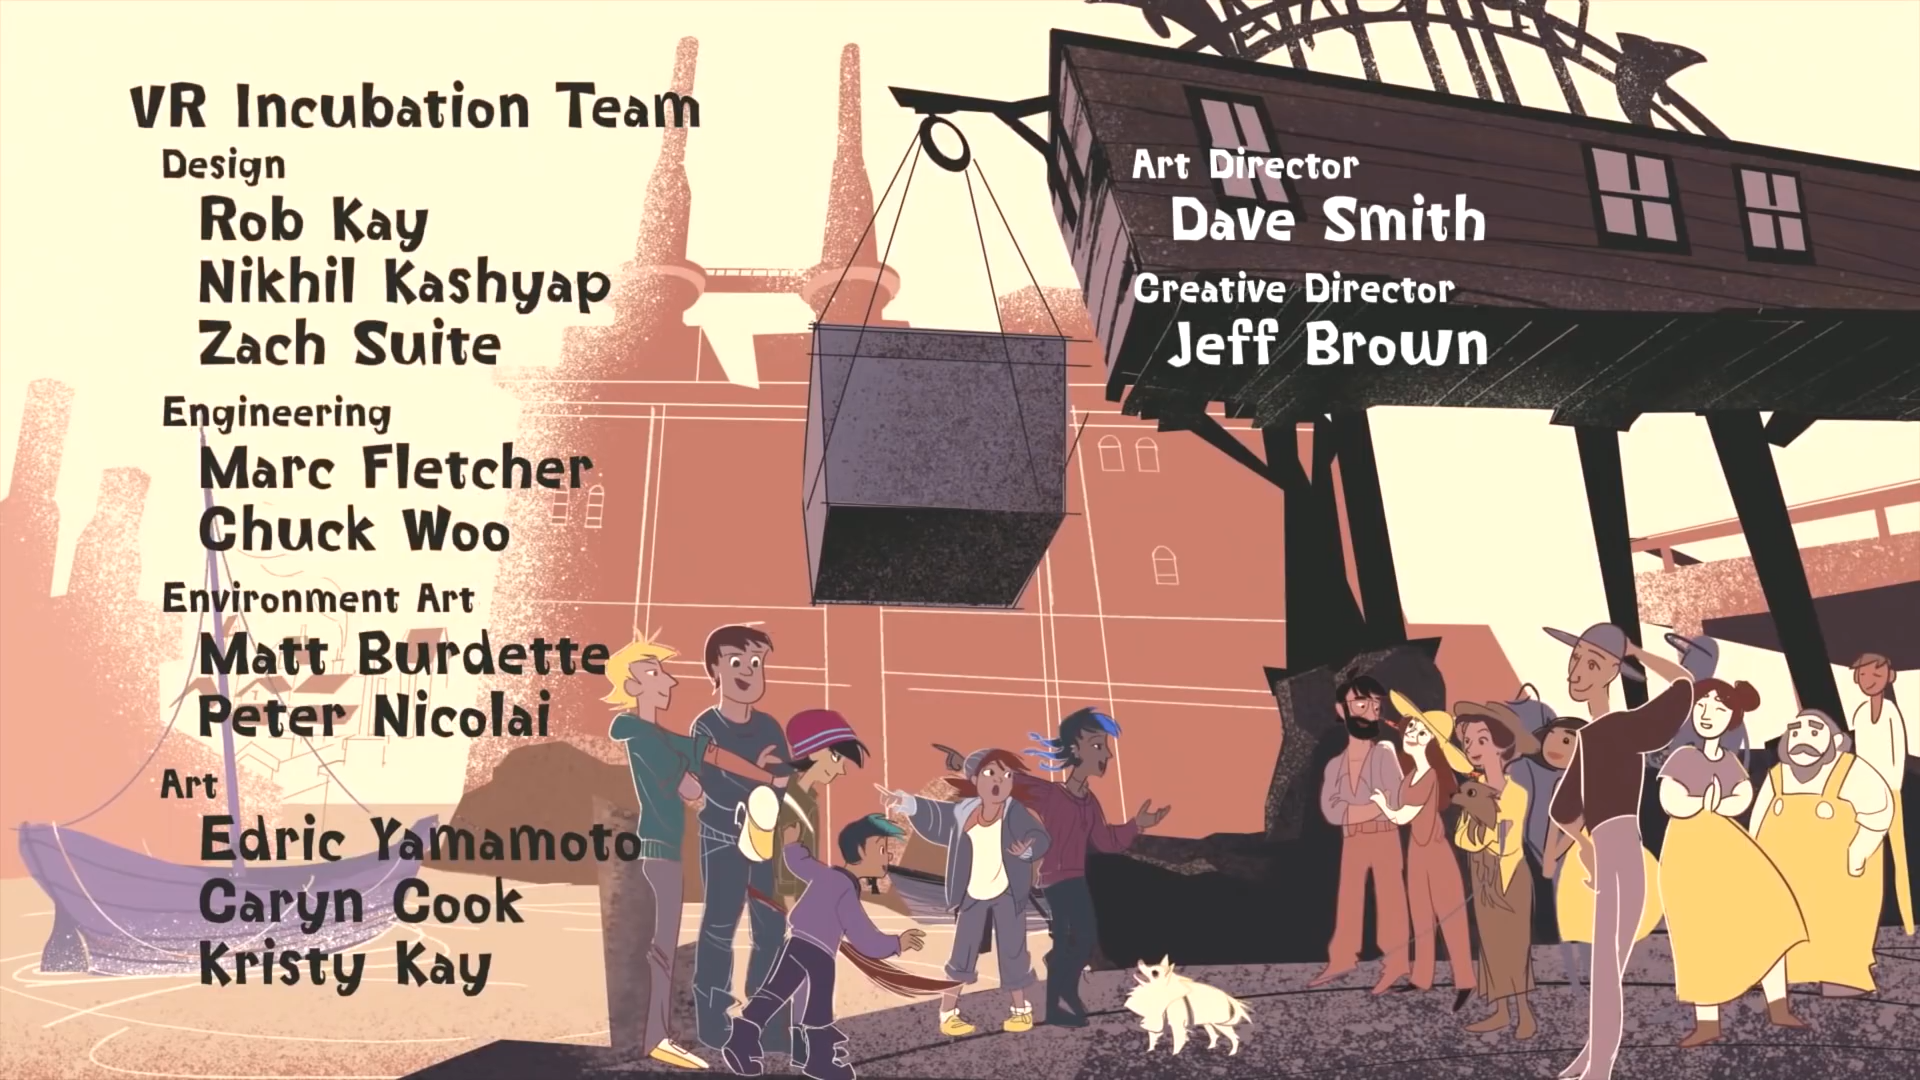 VR Incubation Team
Design
Rob Kay
Nikhil Kashyap
Zach Suite
Engineering
Marc Fletcher
Chuck Woo
Environment Art
Matt Burdette
Peter Nicolai
Art
Edric Yamamoto
Caryn Cook
Kristy Kay
Art Director
Dave Smith
Creative Director
Jeff Brown